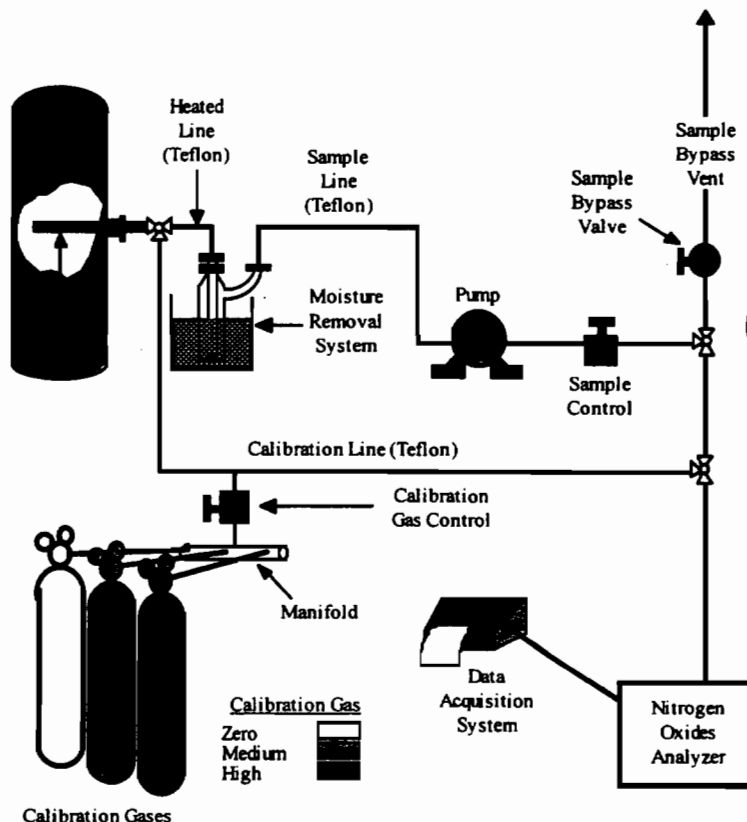 Heated
Line
(Teflon)
Sample
Line
(Teflon)
Sample
Bypass
Vent
Sample
Bypass
Valve
Moisture
Removal
System
Pump
Sample
Control
Calibration Line (Teflon)
Calibration
Gas Control
Manifold
Data
Acquisition
System
Calibration Gas
Zero
Medium
High
Nitrogen
Oxides
Analyzer
Calibration Gases